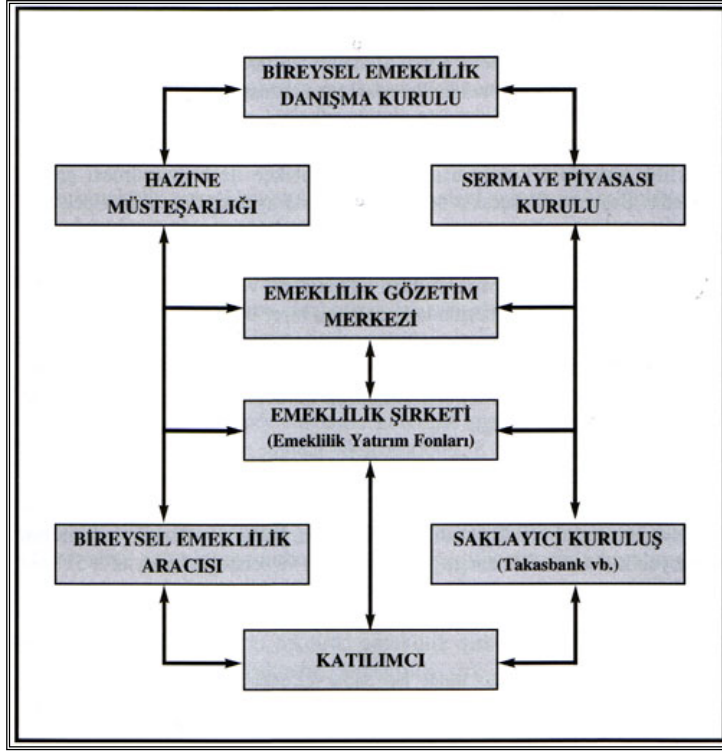 BİREYSEL EMEKLİLİK
DANIŞMA KURULU
HAZİNE
MÜSTEŞARLIĞI
SERMAYE PİYASASI
KURULU
EMEKLİLİK GÖZETİM
MERKEZİ
EMEKLİLİK ŞİRKETİ
(Emeklilik Yatırım Fonları)
BİREYSEL EMEKLİLİK
ARACISI
SAKLAYICI KURULUŞ
(Takasbank vb.)
KATILIMCI